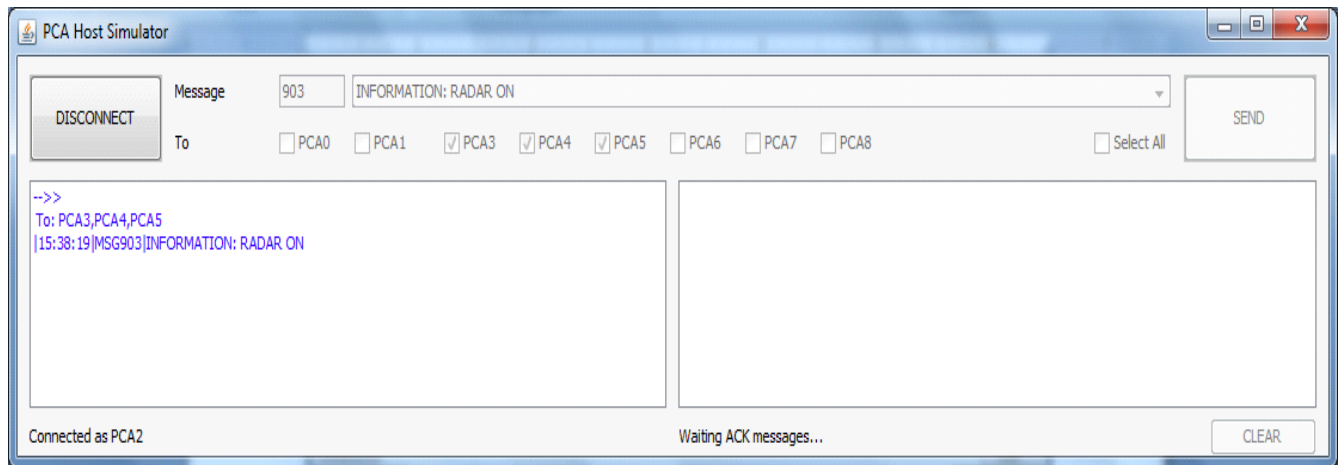 PCA Host Simulator
DISCONNECT
Message 903 INFORMATION: RADAR ON
SEND
To PCA0 PCA1 PCA3 PCA4 PCA5 PCA6 PCA7 PCA8 Select All
-->>
To: PCA3,PCA4,PCA5
|15:38:19|MSG903|INFORMATION: RADAR ON
Connected as PCA2
Waiting ACK messages...
CLEAR